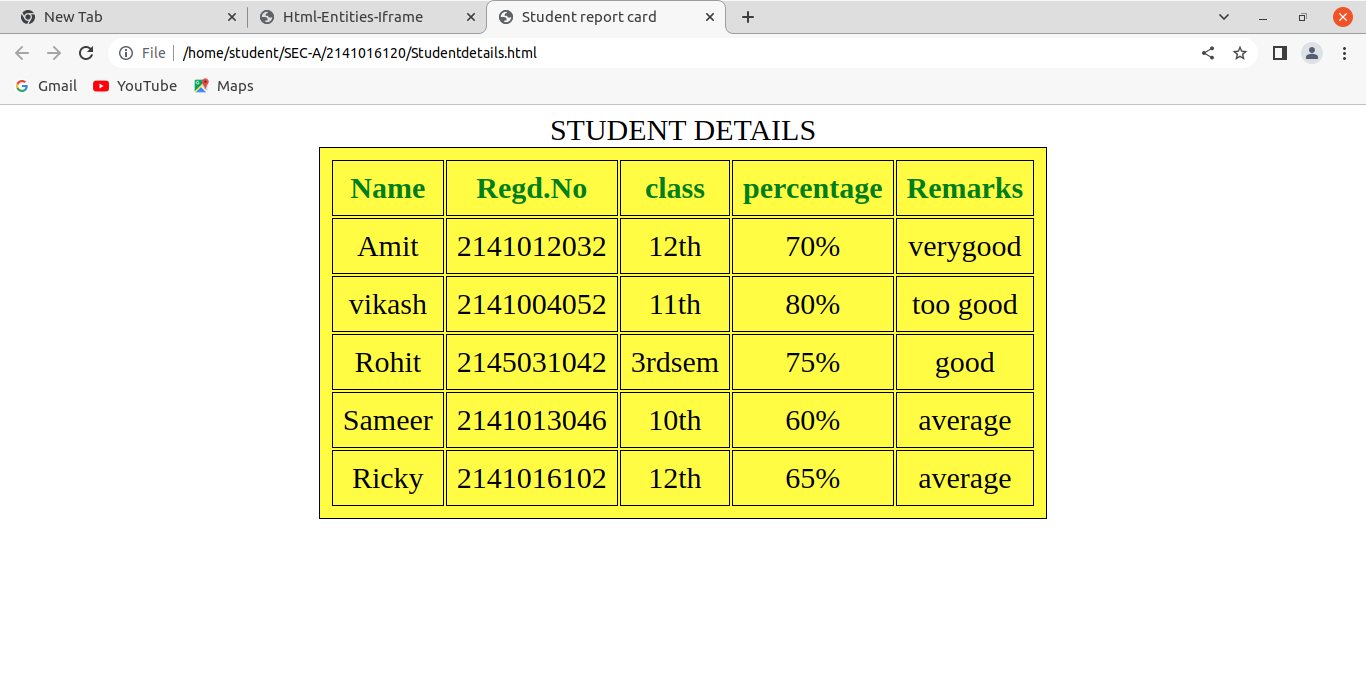 New Tab Html-Entities-Iframe Student report card
File /home/student/SEC-A/2141016120/Studentdetails.html
Gmail YouTube Maps
STUDENT DETAILS
Name Regd.No class percentage Remarks
Amit 2141012032 12th 70% verygood
vikash 2141004052 11th 80% too good
Rohit 2145031042 3rdsem 75% good
Sameer 2141013046 10th 60% average
Ricky 2141016102 12th 65% average